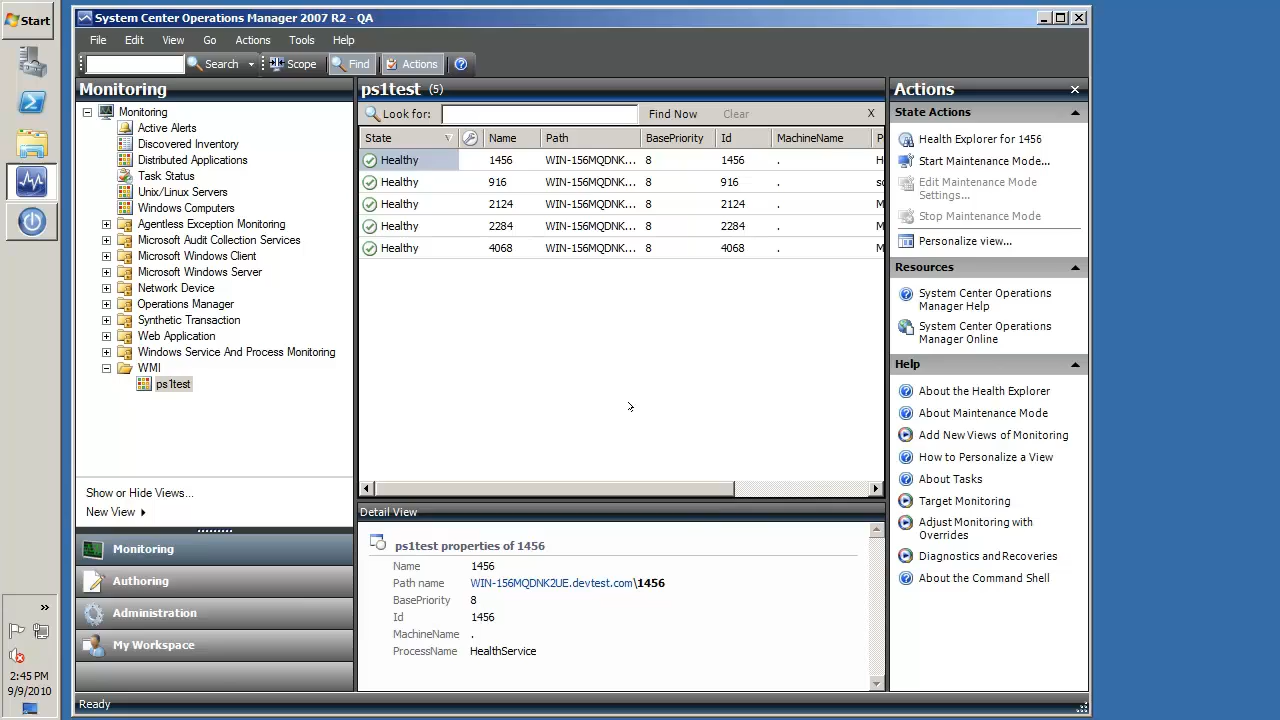 Start
System Center Operations Manager 2007 R2 - QA
File Edit View Go Actions Tools Help
Search Scope Find Actions
Monitoring
Monitoring
Active Alerts
Discovered Inventory
Distributed Applications
Task Status
Unix/Linux Servers
Windows Computers
Agentless Exception Monitoring
Microsoft Audit Collection Services
Microsoft Windows Client
Microsoft Windows Server
Network Device
Operations Manager
Synthetic Transaction
Web Application
Windows Service And Process Monitoring
WMI
ps1test
Show or Hide Views...
New View
Monitoring
Authoring
Administration
My Workspace
ps1test (5)
Look for: Find Now Clear X
State Name Path BasePriority Id MachineName P
Healthy 1456 WIN-156MQDNK... 8 1456 . H
Healthy 916 WIN-156MQDNK... 8 916 . sc
Healthy 2124 WIN-156MQDNK... 8 2124 . M
Healthy 2284 WIN-156MQDNK... 8 2284 . M
Healthy 4068 WIN-156MQDNK... 8 4068 . M
Detail View
ps1test properties of 1456
Name 1456
Path name WIN-156MQDNK2UE.devtest.com\1456
BasePriority 8
Id 1456
MachineName .
ProcessName HealthService
Actions
State Actions
Health Explorer for 1456
Start Maintenance Mode...
Edit Maintenance Mode
Settings...
Stop Maintenance Mode
Personalize view...
Resources
System Center Operations
Manager Help
System Center Operations
Manager Online
Help
About the Health Explorer
About Maintenance Mode
Add New Views of Monitoring
How to Personalize a View
About Tasks
Target Monitoring
Adjust Monitoring with
Overrides
Diagnostics and Recoveries
About the Command Shell
Ready
2:45 PM
9/9/2010